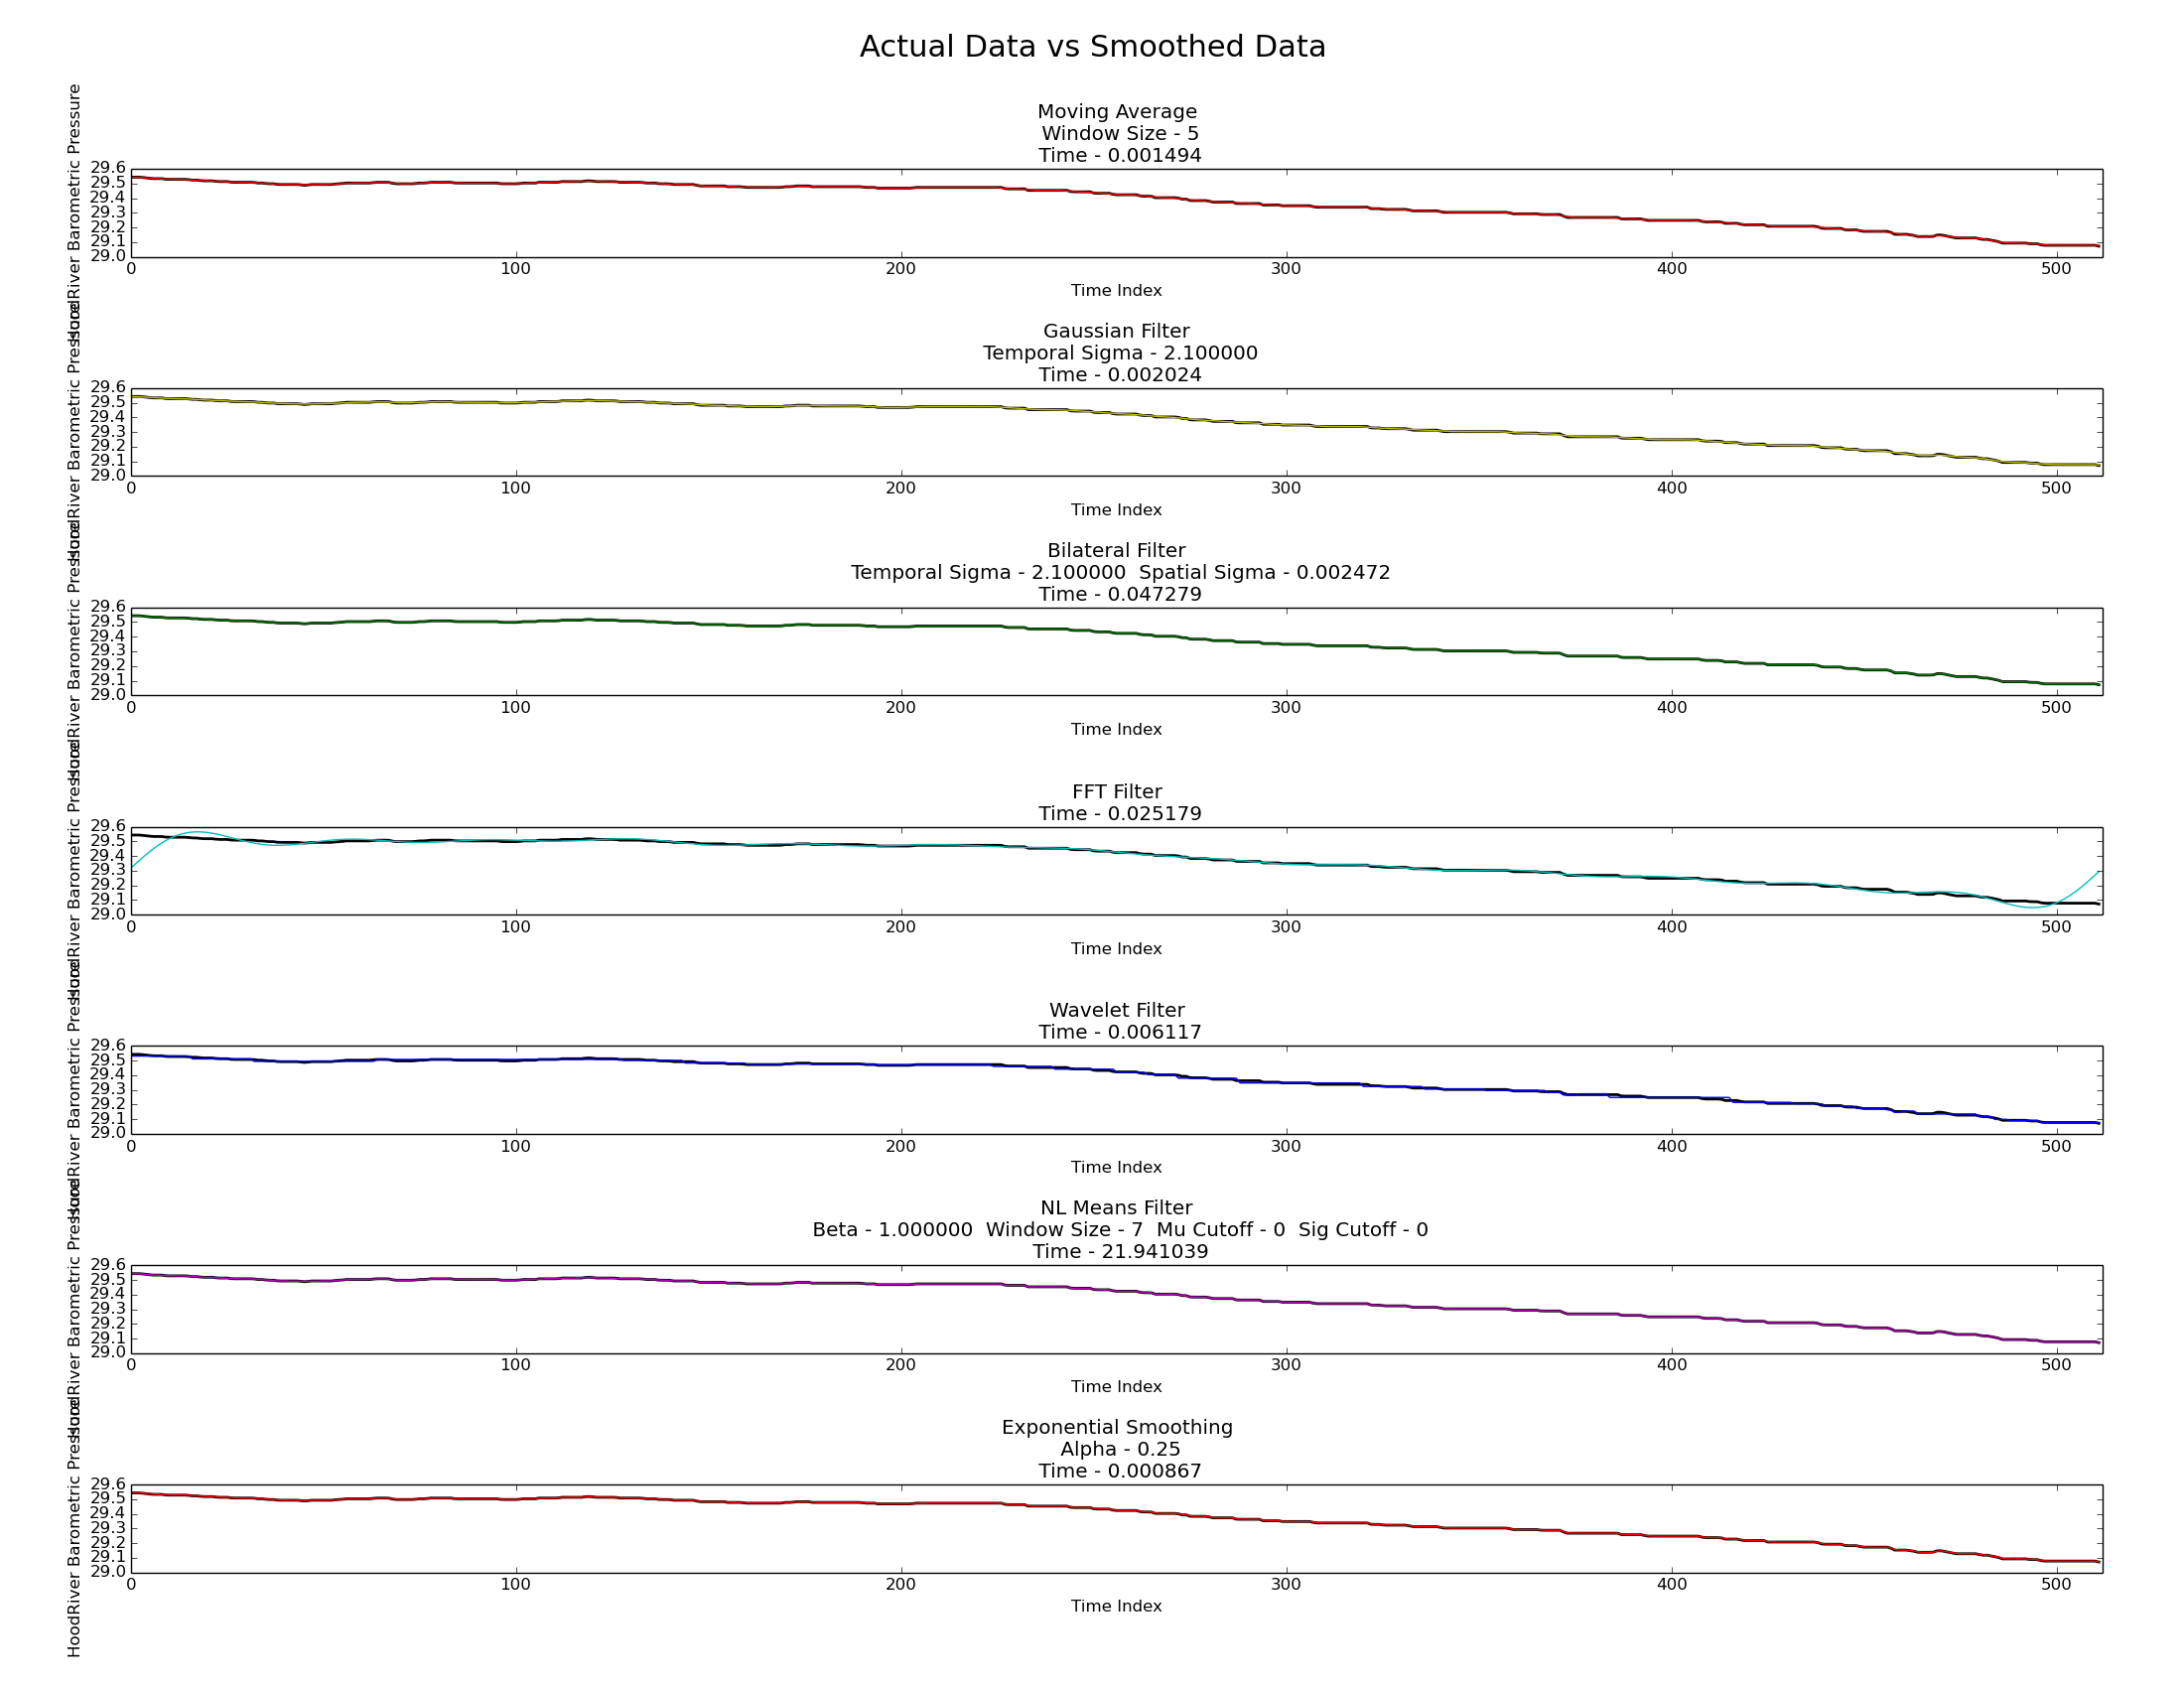 Actual Data vs Smoothed Data
Moving Average
Window Size - 5
Time - 0.001494
HoodRiver Barometric Pressure
29.6
29.5
29.4
29.3
29.2
29.1
29.0
0 100 200 300 400 500
Time Index
Gaussian Filter
Temporal Sigma - 2.100000
Time - 0.002024
HoodRiver Barometric Pressure
29.6
29.5
29.4
29.3
29.2
29.1
29.0
0 100 200 300 400 500
Time Index
Bilateral Filter
Temporal Sigma - 2.100000 Spatial Sigma - 0.002472
Time - 0.047279
HoodRiver Barometric Pressure
29.6
29.5
29.4
29.3
29.2
29.1
29.0
0 100 200 300 400 500
Time Index
FFT Filter
Time - 0.025179
HoodRiver Barometric Pressure
29.6
29.5
29.4
29.3
29.2
29.1
29.0
0 100 200 300 400 500
Time Index
Wavelet Filter
Time - 0.006117
HoodRiver Barometric Pressure
29.6
29.5
29.4
29.3
29.2
29.1
29.0
0 100 200 300 400 500
Time Index
NL Means Filter
Beta - 1.000000 Window Size - 7 Mu Cutoff - 0 Sig Cutoff - 0
Time - 21.941039
HoodRiver Barometric Pressure
29.6
29.5
29.4
29.3
29.2
29.1
29.0
0 100 200 300 400 500
Time Index
Exponential Smoothing
Alpha - 0.25
Time - 0.000867
HoodRiver Barometric Pressure
29.6
29.5
29.4
29.3
29.2
29.1
29.0
0 100 200 300 400 500
Time Index